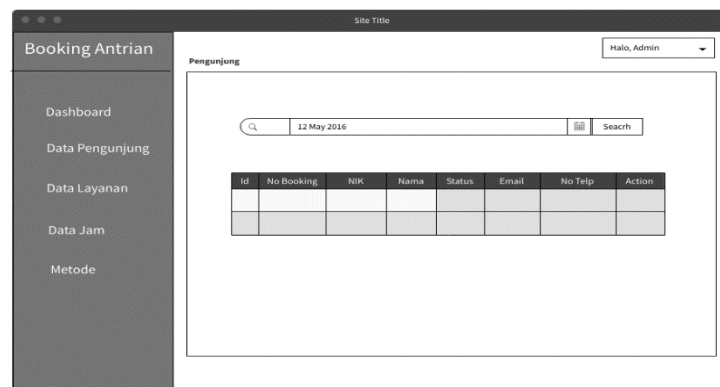 Site Title
Booking Antrian
Halo, Admin
Pengunjung
Dashboard
Data Pengunjung
Data Layanan
Data Jam
Metode
12 May 2016 Seacrh
Id No Booking NIK Nama Status Email No Telp Action